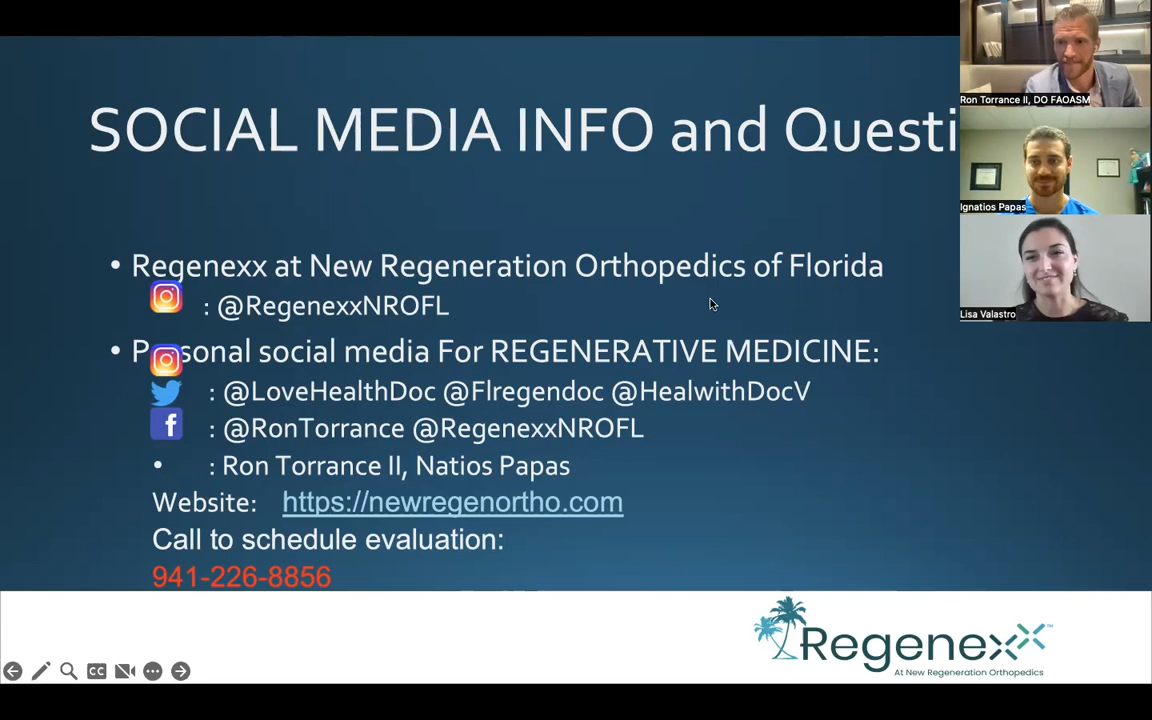 SOCIAL MEDIA INFO and Questi
• Regenexx at New Regeneration Orthopedics of Florida
: @RegenexxNROFL
• Personal social media For REGENERATIVE MEDICINE:
: @LoveHealthDoc @Flregendoc @HealwithDocV
: @RonTorrance @RegenexxNROFL
• : Ron Torrance II, Natios Papas
Website: https://newregenortho.com
Call to schedule evaluation:
941-226-8856
Ron Torrance II, DO FAOASM
Ignatios Papas
Lisa Valastro
Regenexx™
At New Regeneration Orthopedics
CC